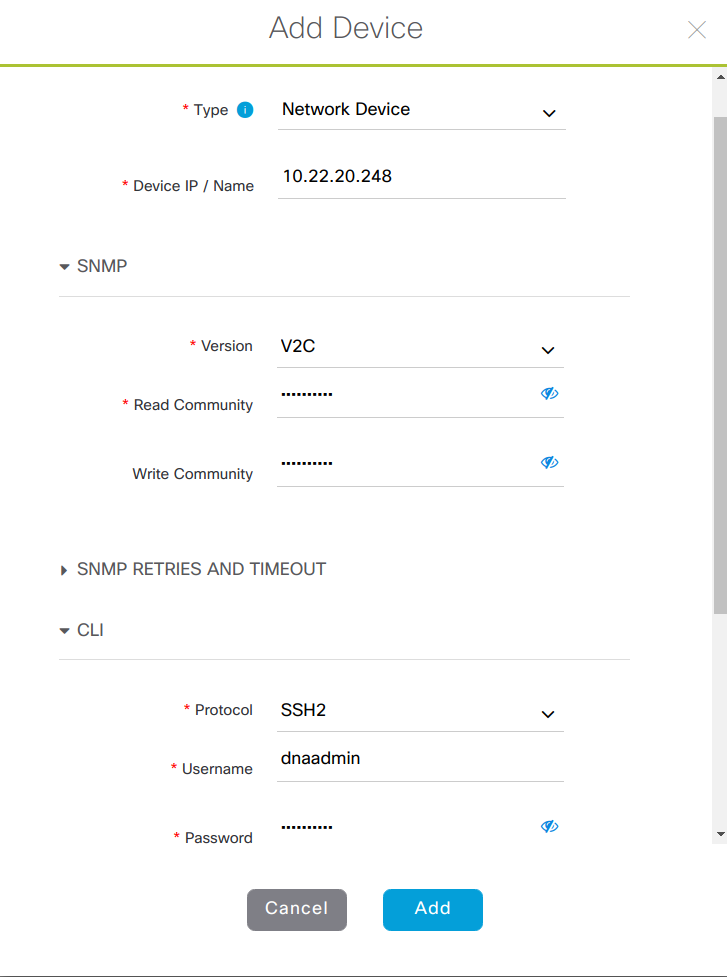 Add Device
* Type i Network Device
* Device IP / Name 10.22.20.248
SNMP
* Version V2C
* Read Community ··········
Write Community ··········
SNMP RETRIES AND TIMEOUT
CLI
* Protocol SSH2
* Username dnaadmin
* Password ··········
Cancel Add